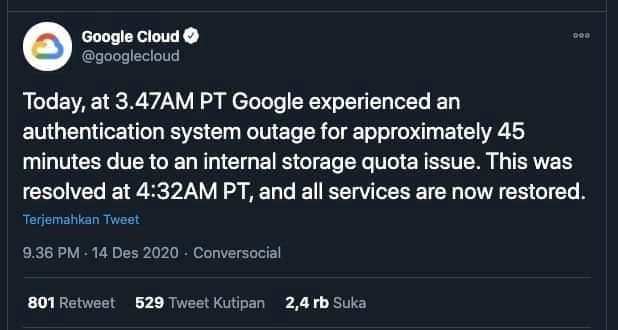 Google Cloud
@googlecloud
Today, at 3.47AM PT Google experienced an
authentication system outage for approximately 45
minutes due to an internal storage quota issue. This was
resolved at 4:32AM PT, and all services are now restored.
Terjemahkan Tweet
9.36 PM · 14 Des 2020 · Conversocial
801 Retweet 529 Tweet Kutipan 2,4 rb Suka